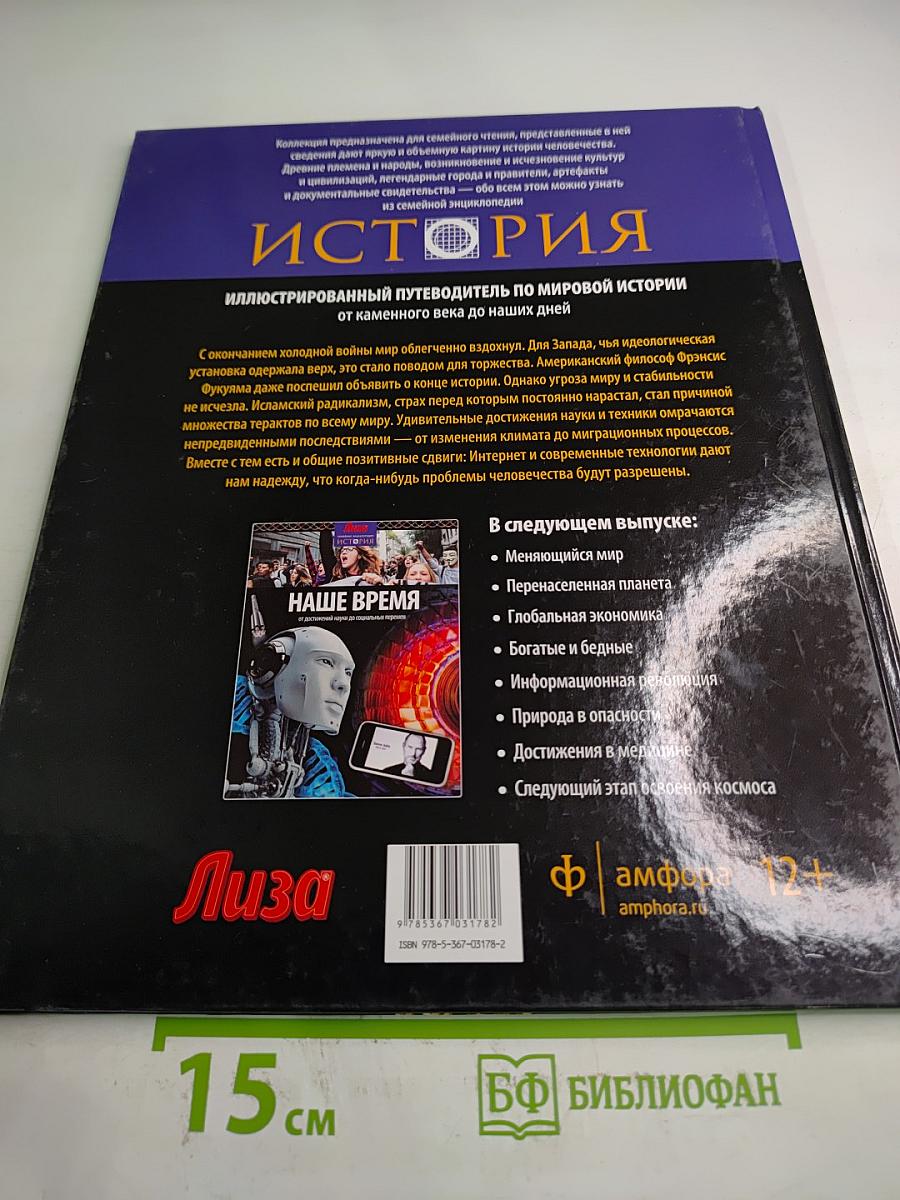 Коллекция предназначена для семейного чтения, представленные в ней
сведения дают яркую и объемную картину истории человечества.
Древние племена и народы, возникновение и исчезновение культур
и цивилизаций, легендарные города и правители, артефакты
и документальные свидетельства — обо всем этом можно узнать
из семейной энциклопедии
ИСТОРИЯ
ИЛЛЮСТРИРОВАННЫЙ ПУТЕВОДИТЕЛЬ ПО МИРОВОЙ ИСТОРИИ
от каменного века до наших дней
С окончанием холодной войны мир облегченно вздохнул. Для Запада, чья идеологическая
установка одержала верх, это стало поводом для торжества. Американский философ Фрэнсис
Фукуяма даже поспешил объявить о конце истории. Однако угроза миру и стабильности
не исчезла. Исламский радикализм, страх перед которым постоянно нарастал, стал причиной
множества терактов по всему миру. Удивительные достижения науки и техники омрачаются
непредвиденными последствиями — от изменения климата до миграционных процессов.
Вместе с тем есть и общие позитивные сдвиги: Интернет и современные технологии дают
нам надежду, что когда-нибудь проблемы человечества будут разрешены.
Лиза
ИСТОРИЯ
НАШЕ ВРЕМЯ
от достижений науки до социальных перемен
В следующем выпуске:
• Меняющийся мир
• Перенаселенная планета
• Глобальная экономика
• Богатые и бедные
• Информационная революция
• Природа в опасности
• Достижения в медицине
• Следующий этап освоения космоса
Лиза®
9 785367 031782
ISBN 978-5-367-03178-2
Ф амфора
amphora.ru
12+
15 см
БФ БИБЛИОФАН